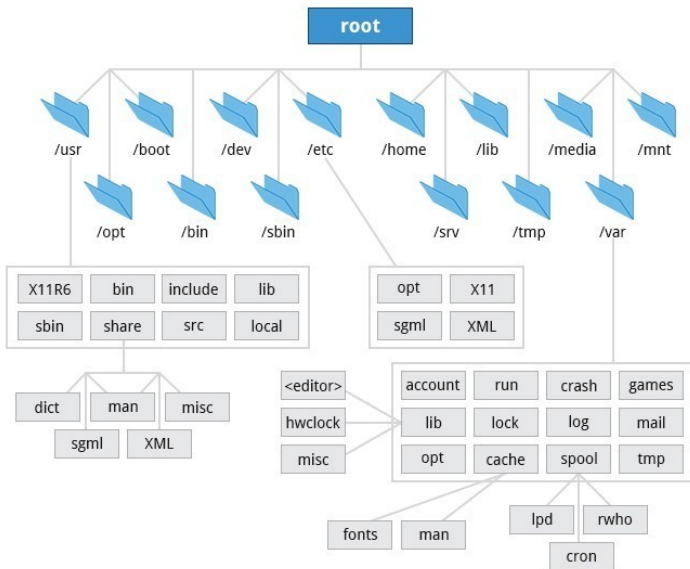 root
/usr
/boot
/dev
/etc
/home
/lib
/media
/mnt
/opt
/bin
/sbin
/srv
/tmp
/var
X11R6
bin
include
lib
sbin
share
src
local
opt
X11
sgml
XML
dict
man
misc
sgml
XML
<editor>
hwclock
misc
account
run
crash
games
lib
lock
log
mail
opt
cache
spool
tmp
fonts
man
lpd
rwho
cron